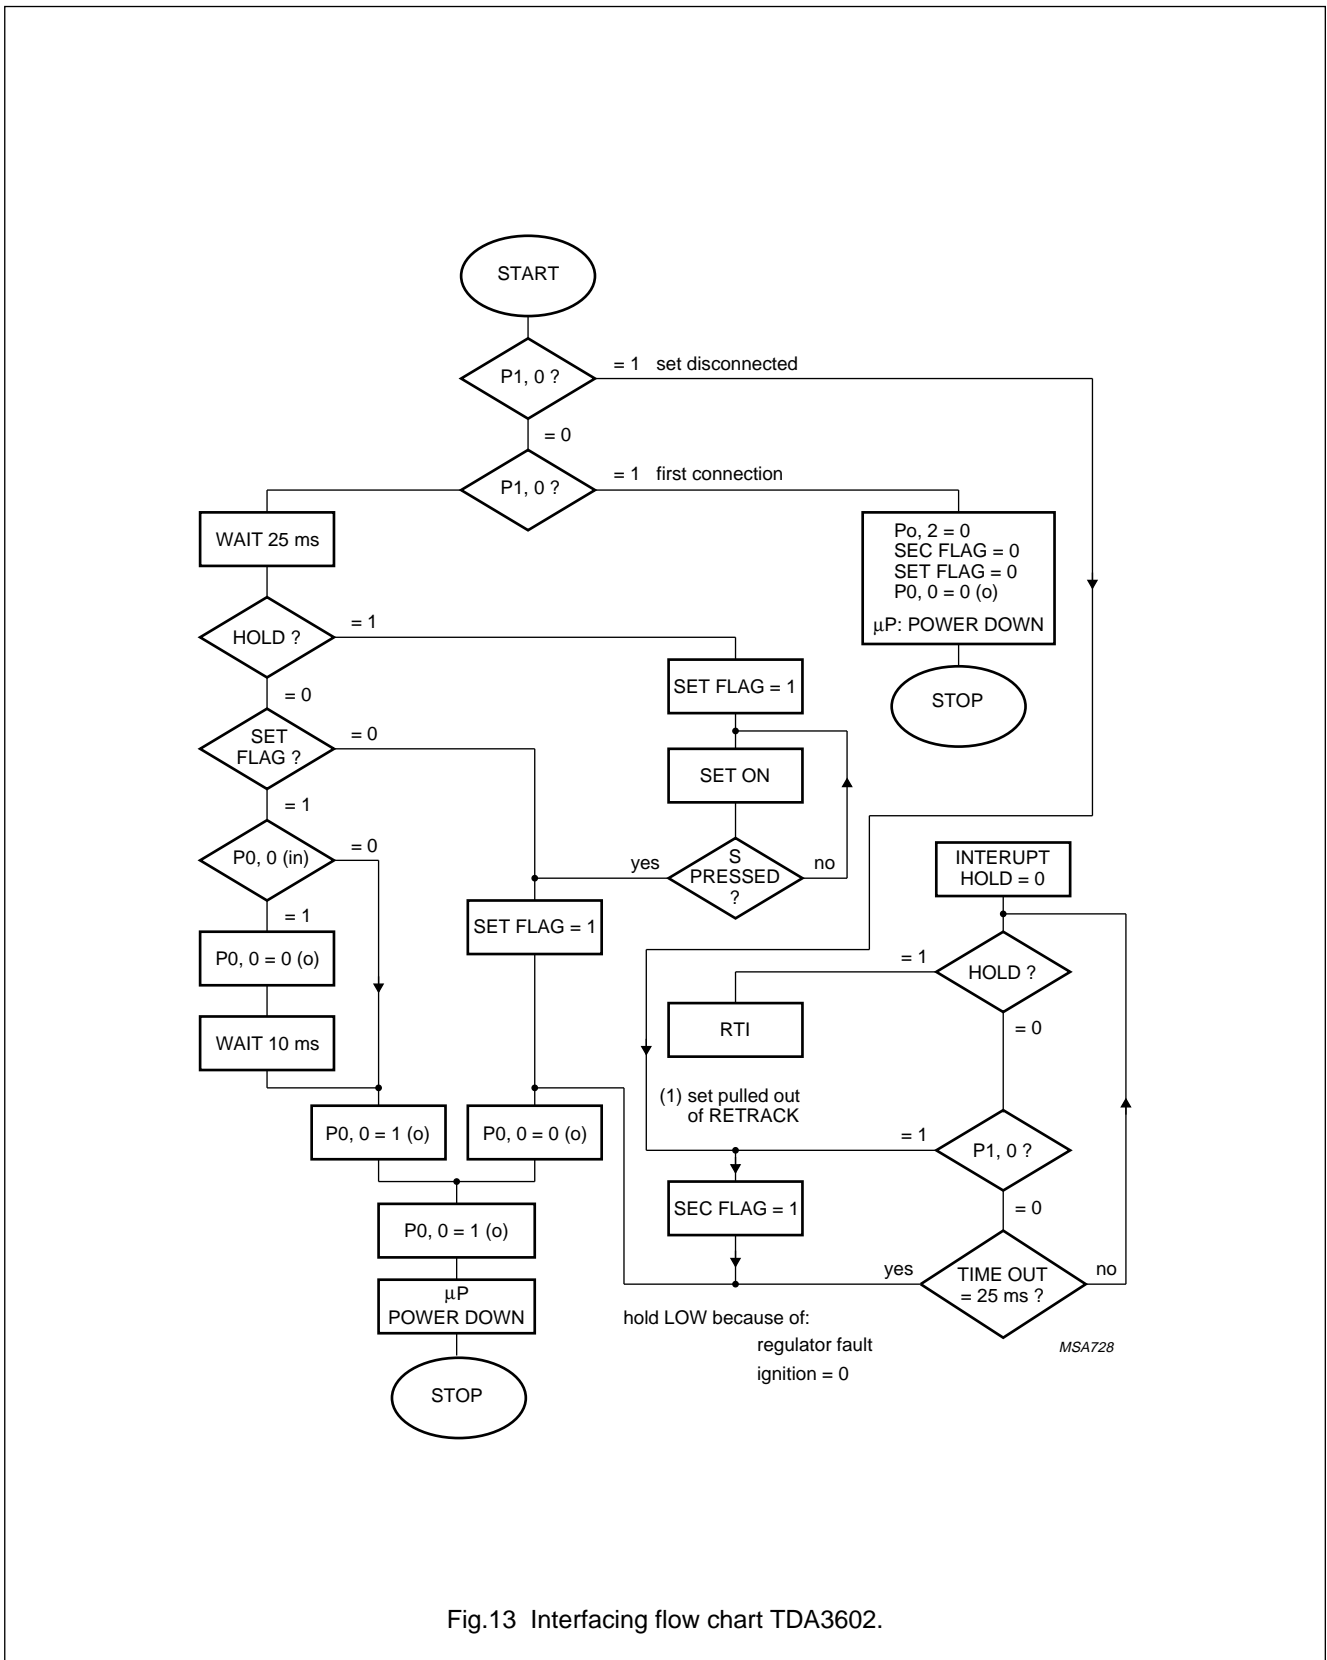 START
P1, 0 ?
= 1 set disconnected
= 0
P1, 0 ?
= 1 first connection
WAIT 25 ms
Po, 2 = 0
SEC FLAG = 0
SET FLAG = 0
P0, 0 = 0 (o)
μP: POWER DOWN
HOLD ?
= 1
= 0
SET FLAG = 1
STOP
SET
FLAG ?
= 0
= 1
SET ON
P0, 0 (in)
= 0
= 1
yes
S
PRESSED
?
no
INTERUPT
HOLD = 0
SET FLAG = 1
P0, 0 = 0 (o)
= 1
HOLD ?
= 0
WAIT 10 ms
RTI
(1) set pulled out
of RETRACK
P0, 0 = 1 (o)
P0, 0 = 0 (o)
= 1
P1, 0 ?
= 0
SEC FLAG = 1
P0, 0 = 1 (o)
yes
TIME OUT
= 25 ms ?
no
μP
POWER DOWN
hold LOW because of:
regulator fault
ignition = 0
MSA728
STOP
Fig.13 Interfacing flow chart TDA3602.